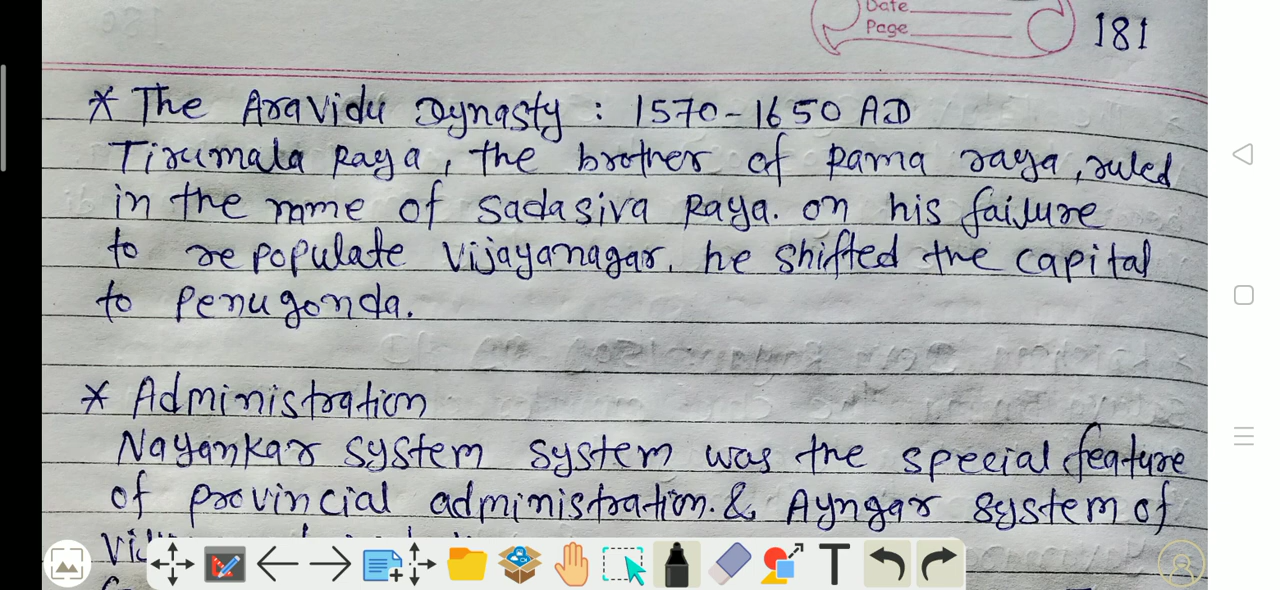 Date
Page
181
* The Aravidu Dynasty : 1570-1650 AD
Tirumala Raya, the brother of Rama raya, ruled
in the name of Sadasiva Raya. on his failure
to re populate Vijayanagar, he shifted the capital
to Penugonda.
* Administration
Nayankar system system was the special feature
of provincial administration. & Ayngar system of
T